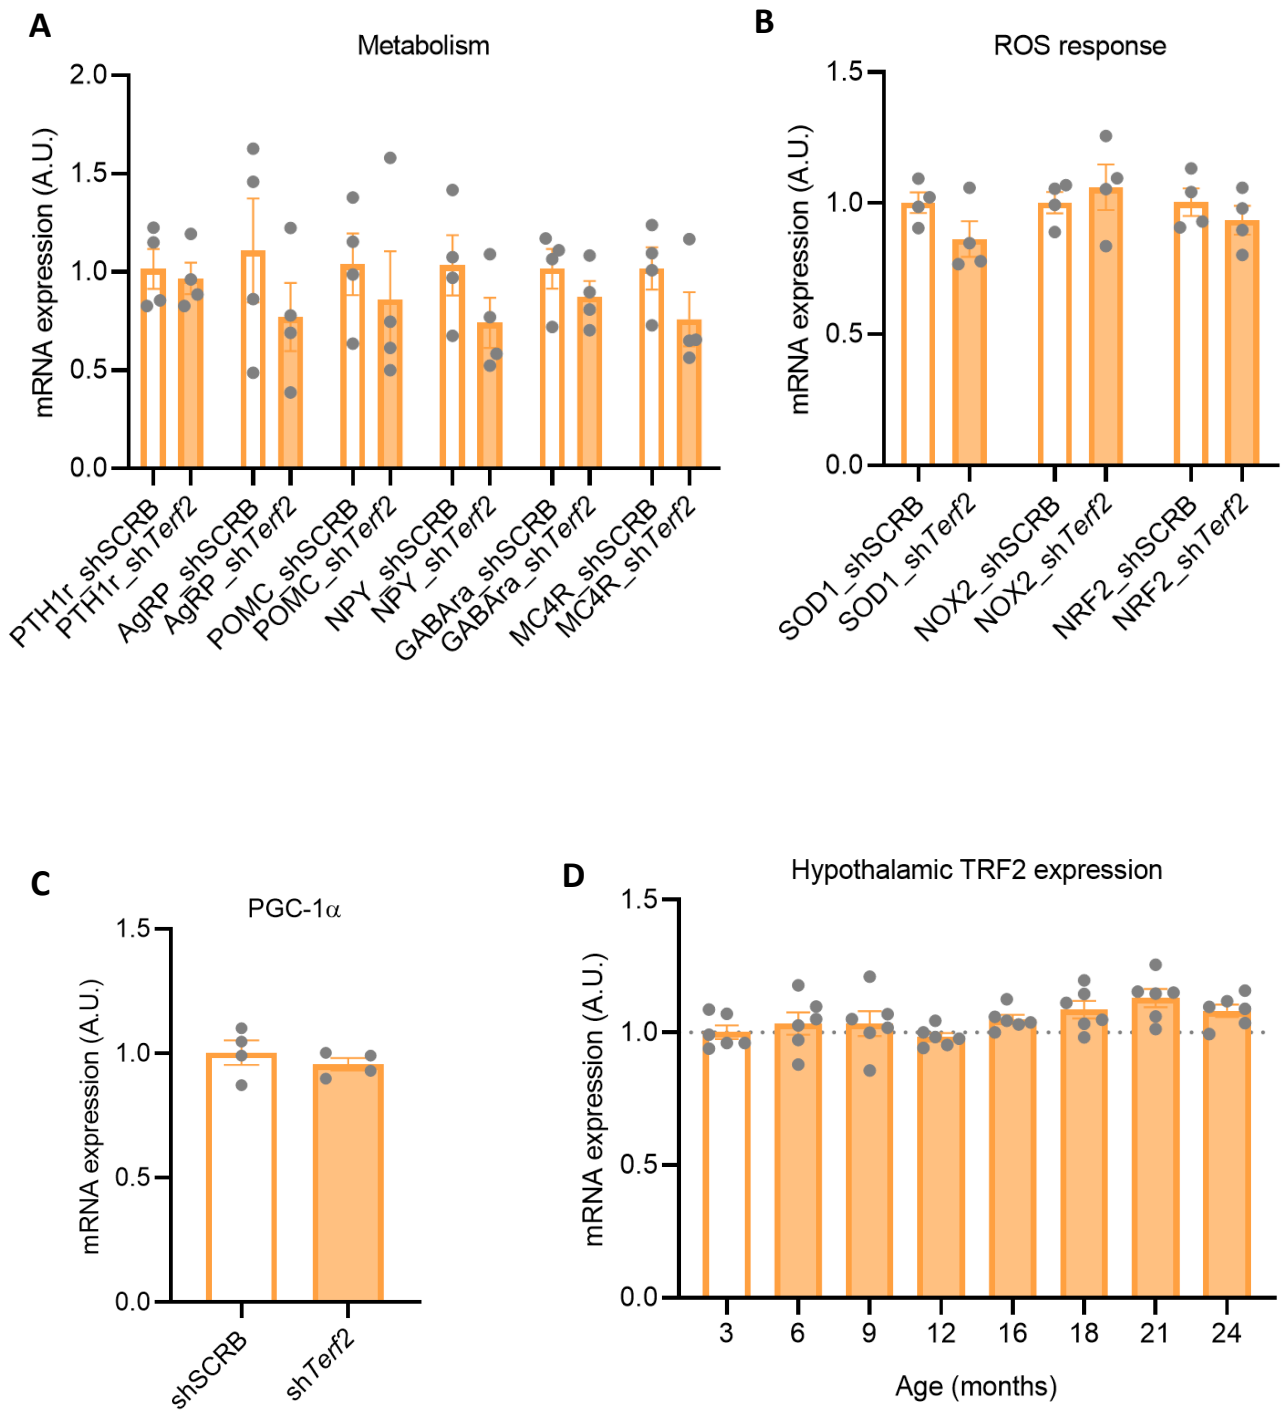 A
Metabolism
mRNA expression (A.U.)
2.0
1.5
1.0
0.5
0.0
PTH1r_shSCRB
PTH1r_shTerf2
AgRP_shSCRB
AgRP_shTerf2
POMC_shSCRB
POMC_shTerf2
NPY_shSCRB
NPY_shTerf2
GABAra_shSCRB
GABAra_shTerf2
MC4R_shSCRB
MC4R_shTerf2
B
ROS response
mRNA expression (A.U.)
1.5
1.0
0.5
0.0
SOD1_shSCRB
SOD1_shTerf2
NOX2_shSCRB
NOX2_shTerf2
NRF2_shSCRB
NRF2_shTerf2
C
PGC-1α
mRNA expression (A.U.)
1.5
1.0
0.5
0.0
shSCRB
shTerf2
D
Hypothalamic TRF2 expression
mRNA expression (A.U.)
1.5
1.0
0.5
0.0
3 6 9 12 16 18 21 24
Age (months)